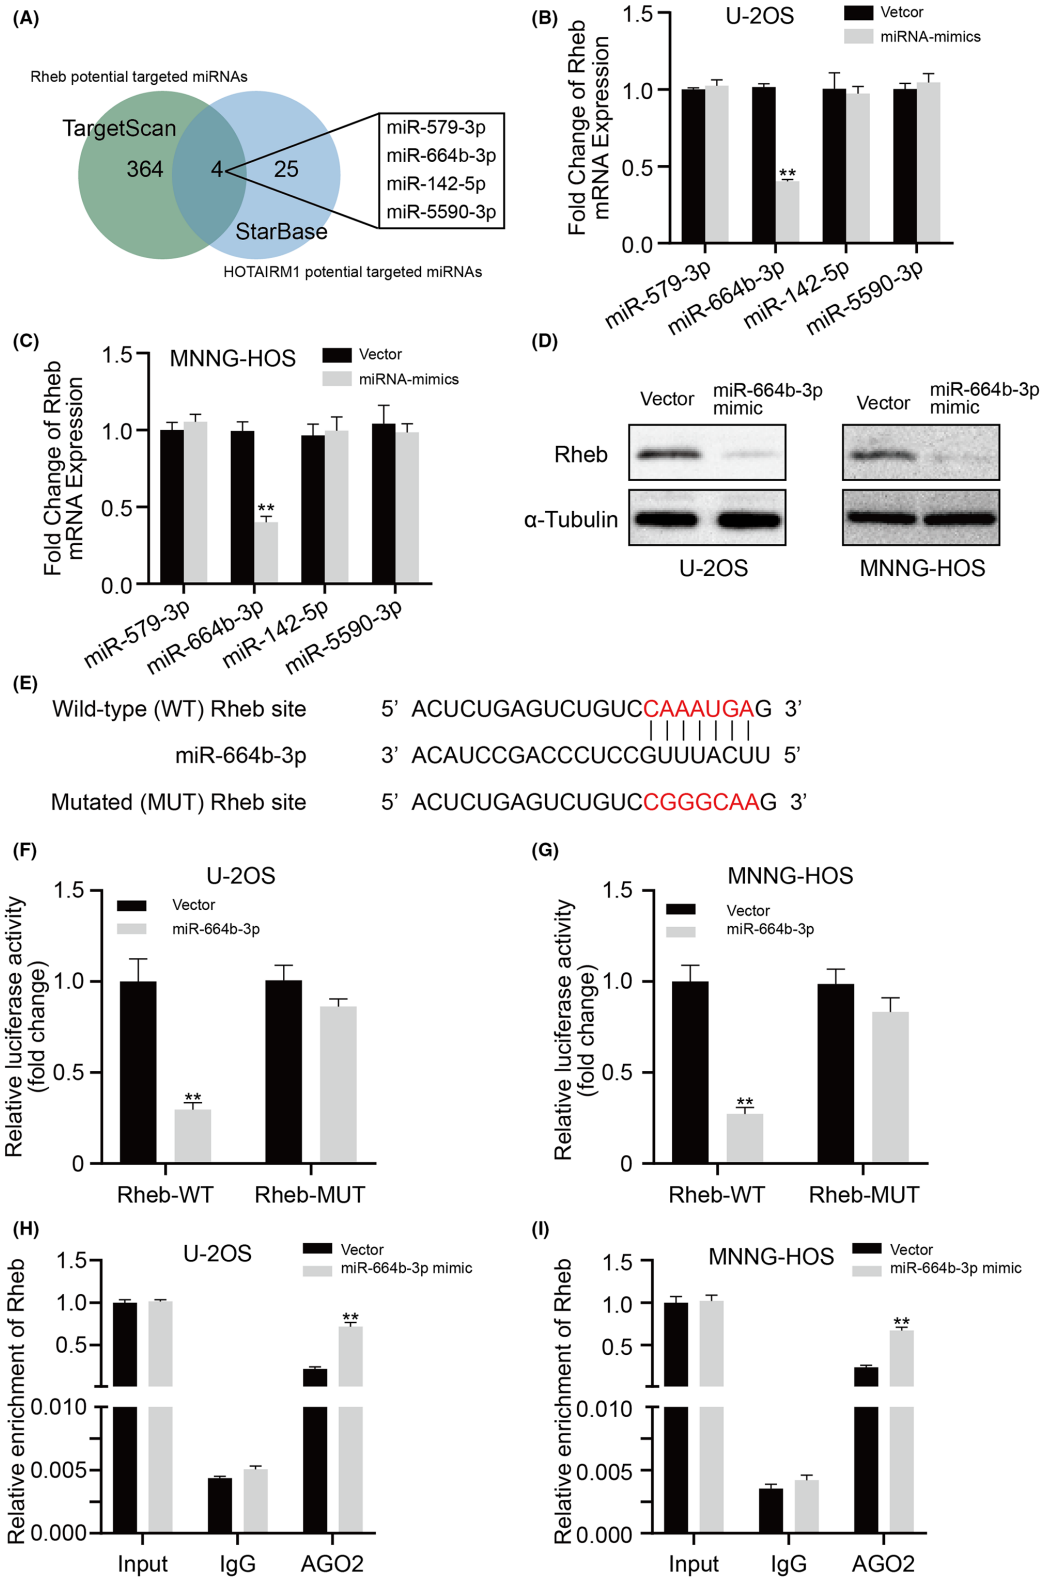 (A)
Rheb potential targeted miRNAs
TargetScan
364
4
25
StarBase
HOTAIRM1 potential targeted miRNAs
miR-579-3p
miR-664b-3p
miR-142-5p
miR-5590-3p
(B)
U-2OS
Vetcor
miRNA-mimics
Fold Change of Rheb
mRNA Expression
1.5
1.0
0.5
0.0
**
miR-579-3p
miR-664b-3p
miR-142-5p
miR-5590-3p
(C)
MNNG-HOS
Vector
miRNA-mimics
Fold Change of Rheb
mRNA Expression
1.5
1.0
0.5
0.0
**
miR-579-3p
miR-664b-3p
miR-142-5p
miR-5590-3p
(D)
Vector
miR-664b-3p
mimic
Vector
miR-664b-3p
mimic
Rheb
α-Tubulin
U-2OS
MNNG-HOS
(E)
Wild-type (WT) Rheb site 5’ ACUCUGAGUCUGUCCAAAUGAG 3’
miR-664b-3p 3’ ACAUCCGACCCUCCGUUUACUU 5’
Mutated (MUT) Rheb site 5’ ACUCUGAGUCUGUCCGGGCAAG 3’
(F)
U-2OS
Vector
miR-664b-3p
Relative luciferase activity
(fold change)
1.5
1.0
0.5
0
**
Rheb-WT
Rheb-MUT
(G)
MNNG-HOS
Vector
miR-664b-3p
Relative luciferase activity
(fold change)
1.5
1.0
0.5
0
**
Rheb-WT
Rheb-MUT
(H)
U-2OS
Vector
miR-664b-3p mimic
Relative enrichment of Rheb
1.5
1.0
0.5
0.010
0.005
0.000
**
Input
IgG
AGO2
(I)
MNNG-HOS
Vector
miR-664b-3p mimic
Relative enrichment of Rheb
1.5
1.0
0.5
0.010
0.005
0.000
**
Input
IgG
AGO2